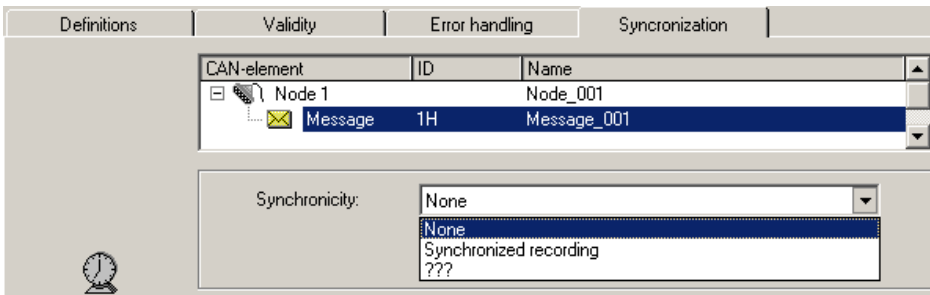 Definitions Validity Error handling Syncronization
CAN-element ID Name
Node 1 Node_001
Message 1H Message_001
Synchronicity: None
None
Synchronized recording
???